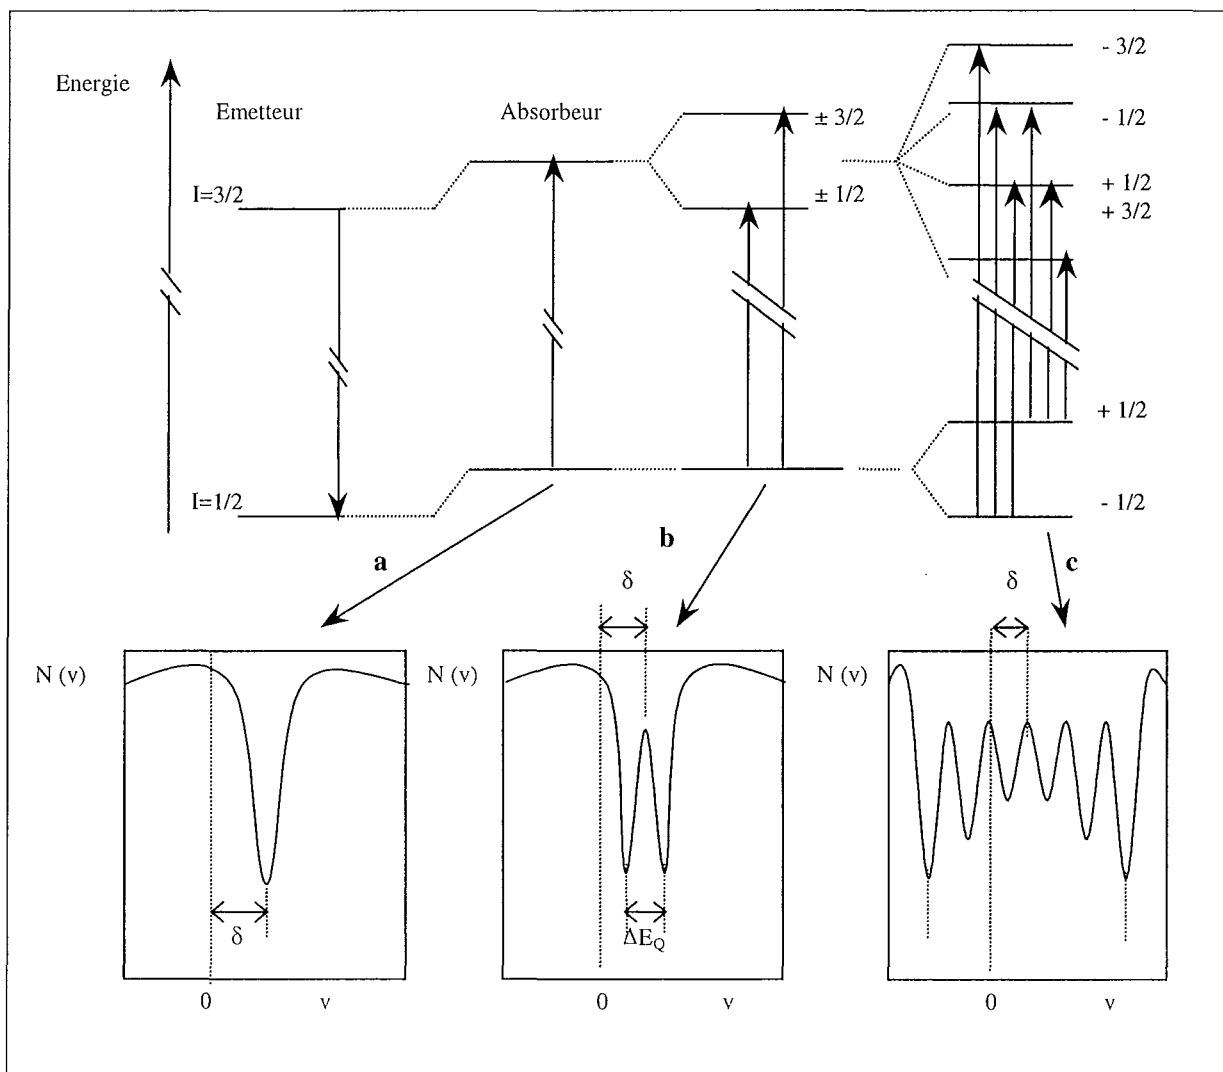 - 3/2
Energie
Emetteur
Absorbeur
± 3/2
- 1/2
I=3/2
± 1/2
+ 1/2
+ 3/2
+ 1/2
I=1/2
- 1/2
a
b
c
δ
δ
N (v)
N (v)
N (v)
δ
ΔE_Q
0
v
0
v
0
v